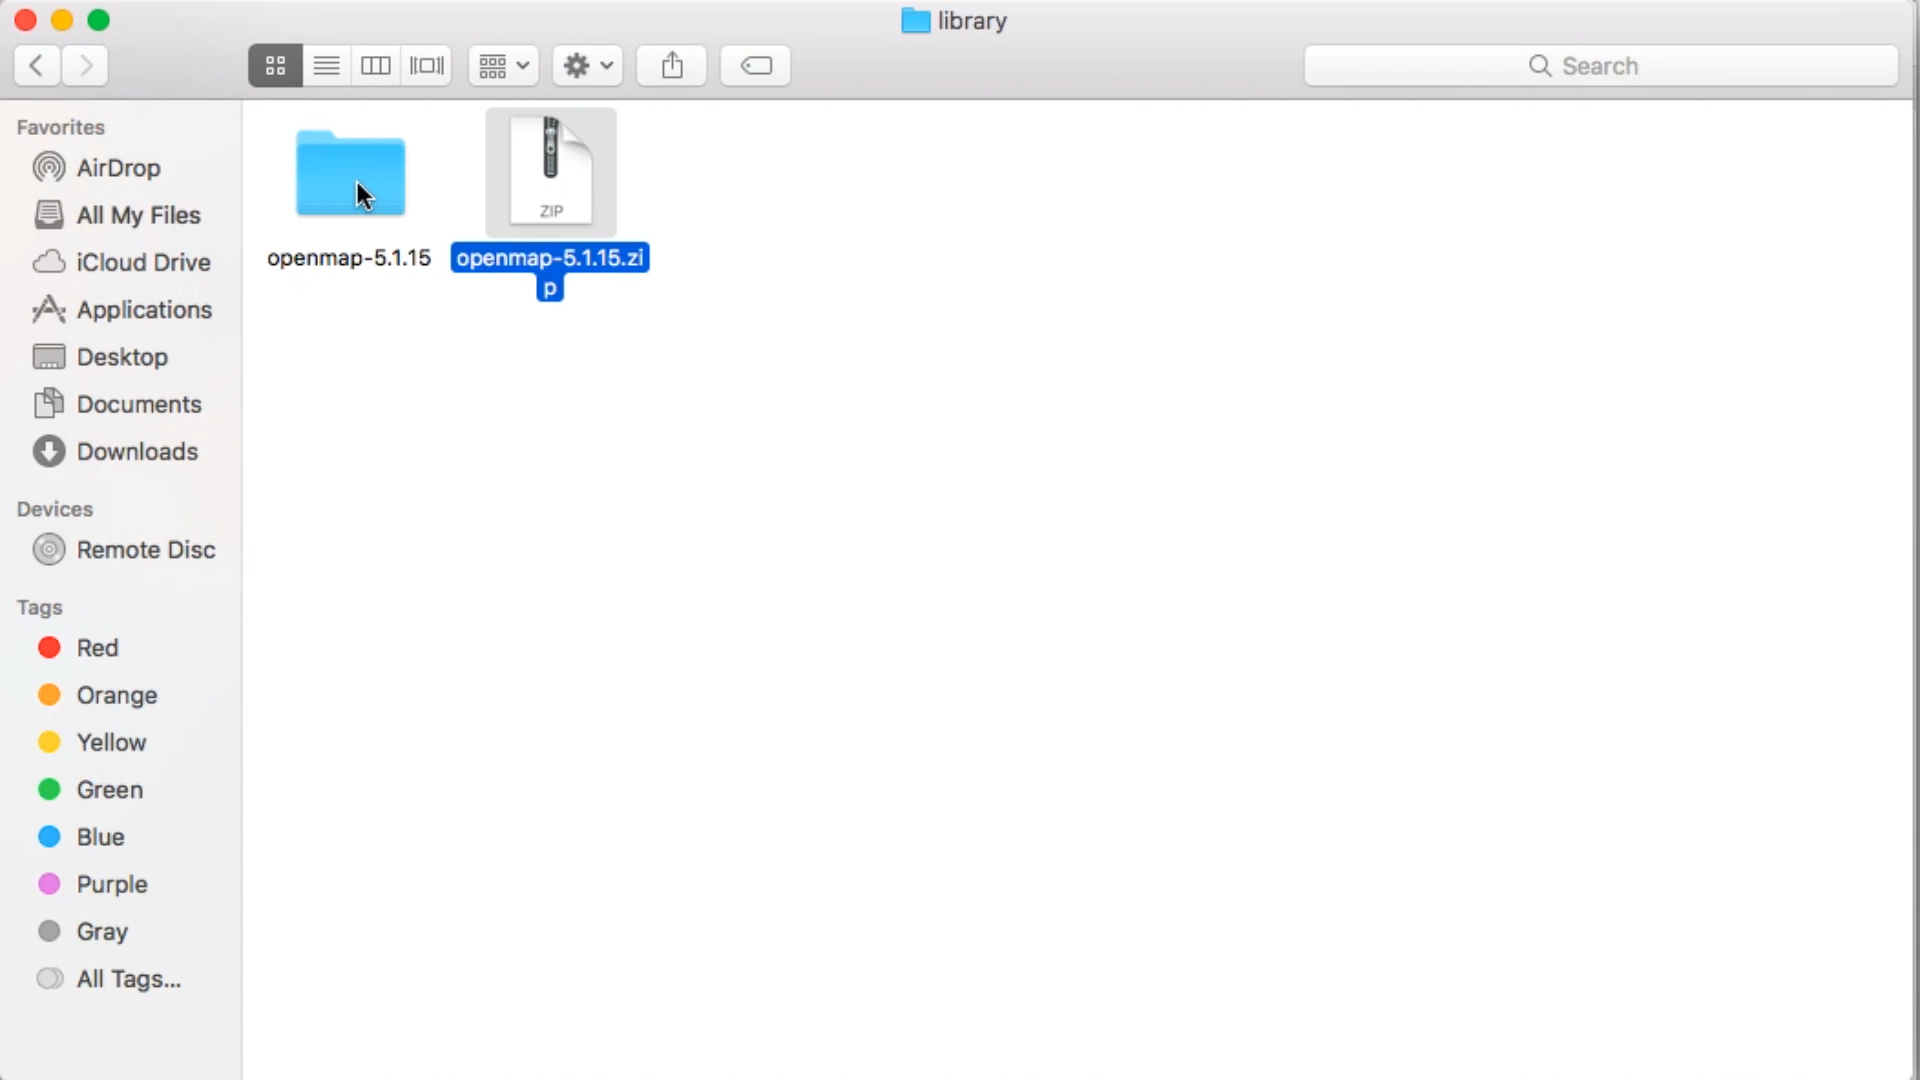 library
Search
Favorites
AirDrop
All My Files
iCloud Drive
Applications
Desktop
Documents
Downloads
Devices
Remote Disc
Tags
Red
Orange
Yellow
Green
Blue
Purple
Gray
All Tags...
openmap-5.1.15
ZIP
openmap-5.1.15.zi
p